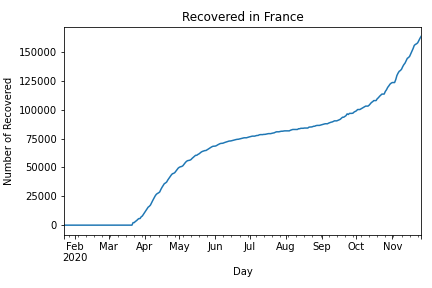 Recovered in France
Number of Recovered
150000
125000
100000
75000
50000
25000
0
Feb Mar Apr May Jun Jul Aug Sep Oct Nov
2020
Day